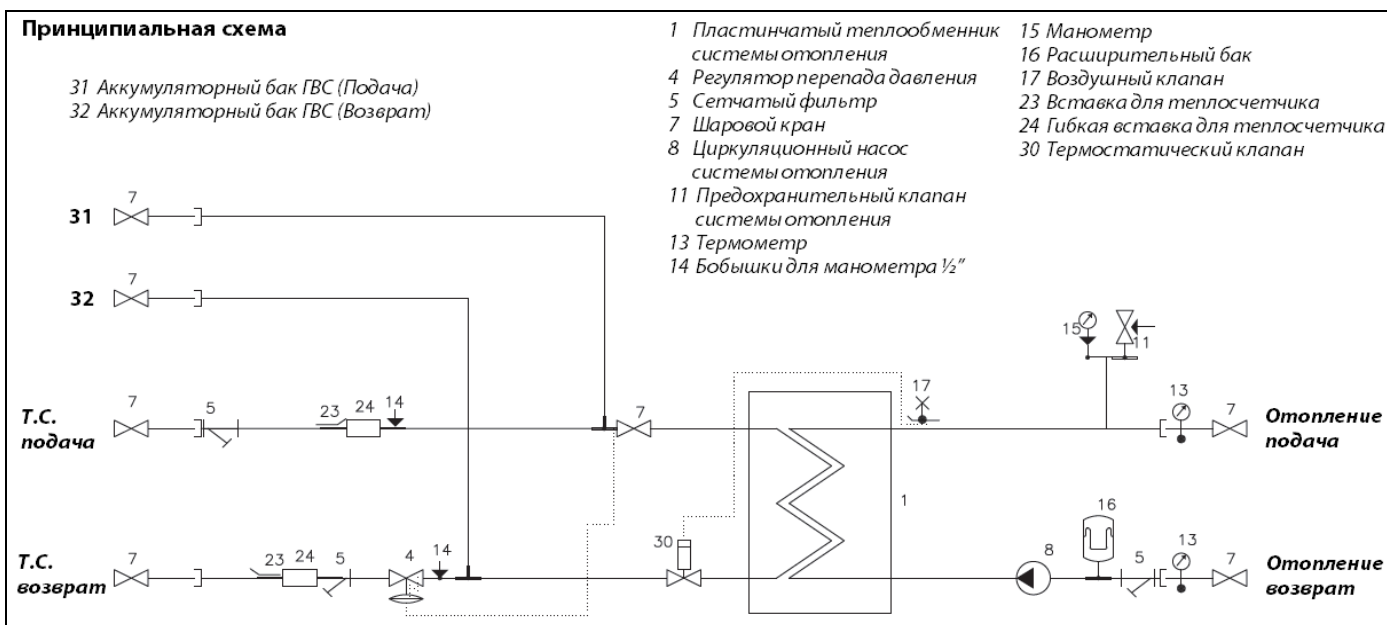 Принципиальная схема
31 Аккумуляторный бак ГВС (Подача)
32 Аккумуляторный бак ГВС (Возврат)
1 Пластинчатый теплообменник
системы отопления
4 Регулятор перепада давления
5 Сетчатый фильтр
7 Шаровой кран
8 Циркуляционный насос
системы отопления
11 Предохранительный клапан
системы отопления
13 Термометр
14 Бобышки для манометра ½”
15 Манометр
16 Расширительный бак
17 Воздушный клапан
23 Вставка для теплосчетчика
24 Гибкая вставка для теплосчетчика
30 Термостатический клапан
7
31
7
32
15
11
Т.С.
подача
7
5
23
24
14
7
17
13
7
Отопление
подача
1
Т.С.
возврат
7
23
24
5
4
14
30
8
16
5
13
7
Отопление
возврат